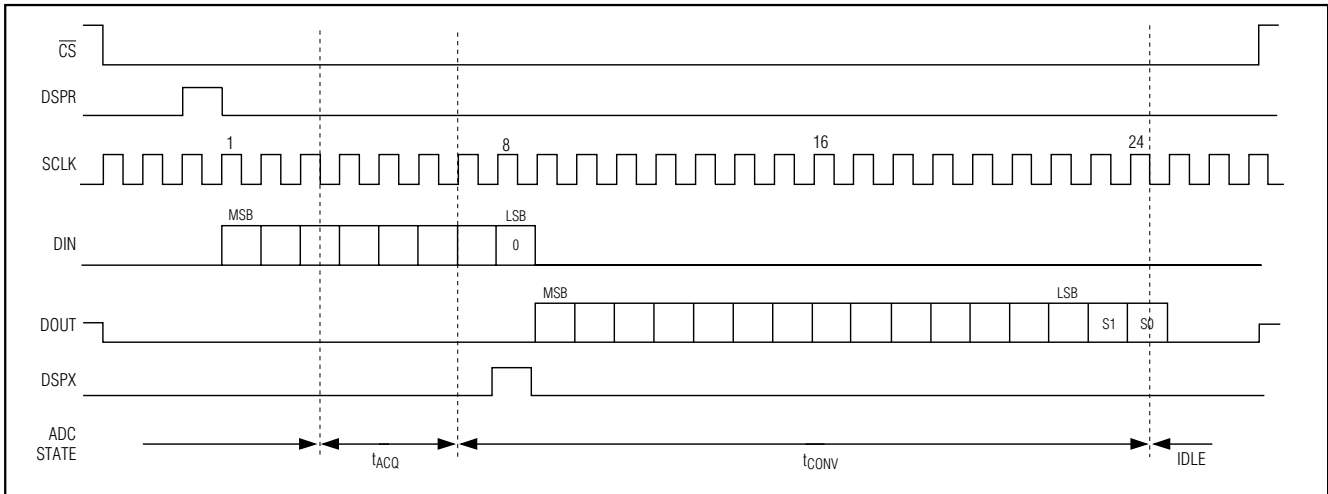 CS
DSPR
1 8 16 24
SCLK
MSB LSB
DIN 0
MSB LSB
DOUT S1 S0
DSPX
ADC
STATE
tACQ tCONV IDLE